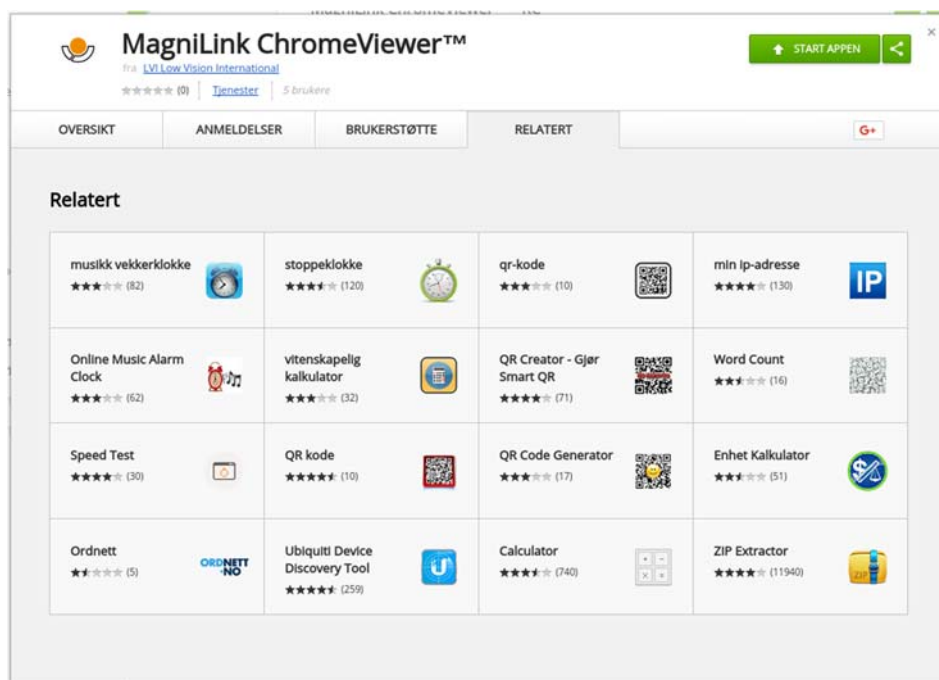 MagniLink ChromeViewer™
fra LVI Low Vision International
(0) Tjenester 5 brukere
START APPEN
OVERSIKT ANMELDELSER BRUKERSTØTTE RELATERT G+
Relatert
musikk vekkerklokke
(82)
stoppeklokke
(120)
qr-kode
(10)
min ip-adresse
(130)
IP
Online Music Alarm
Clock
(62)
vitenskapelig
kalkulator
(32)
QR Creator - Gjør
Smart QR
(71)
Word Count
(16)
Speed Test
(30)
QR kode
(10)
QR Code Generator
(17)
Enhet Kalkulator
(51)
Ordnett
(5)
ORDNETT
.NO
Ubiquiti Device
Discovery Tool
(259)
U
Calculator
(740)
ZIP Extractor
(11940)
ZIP